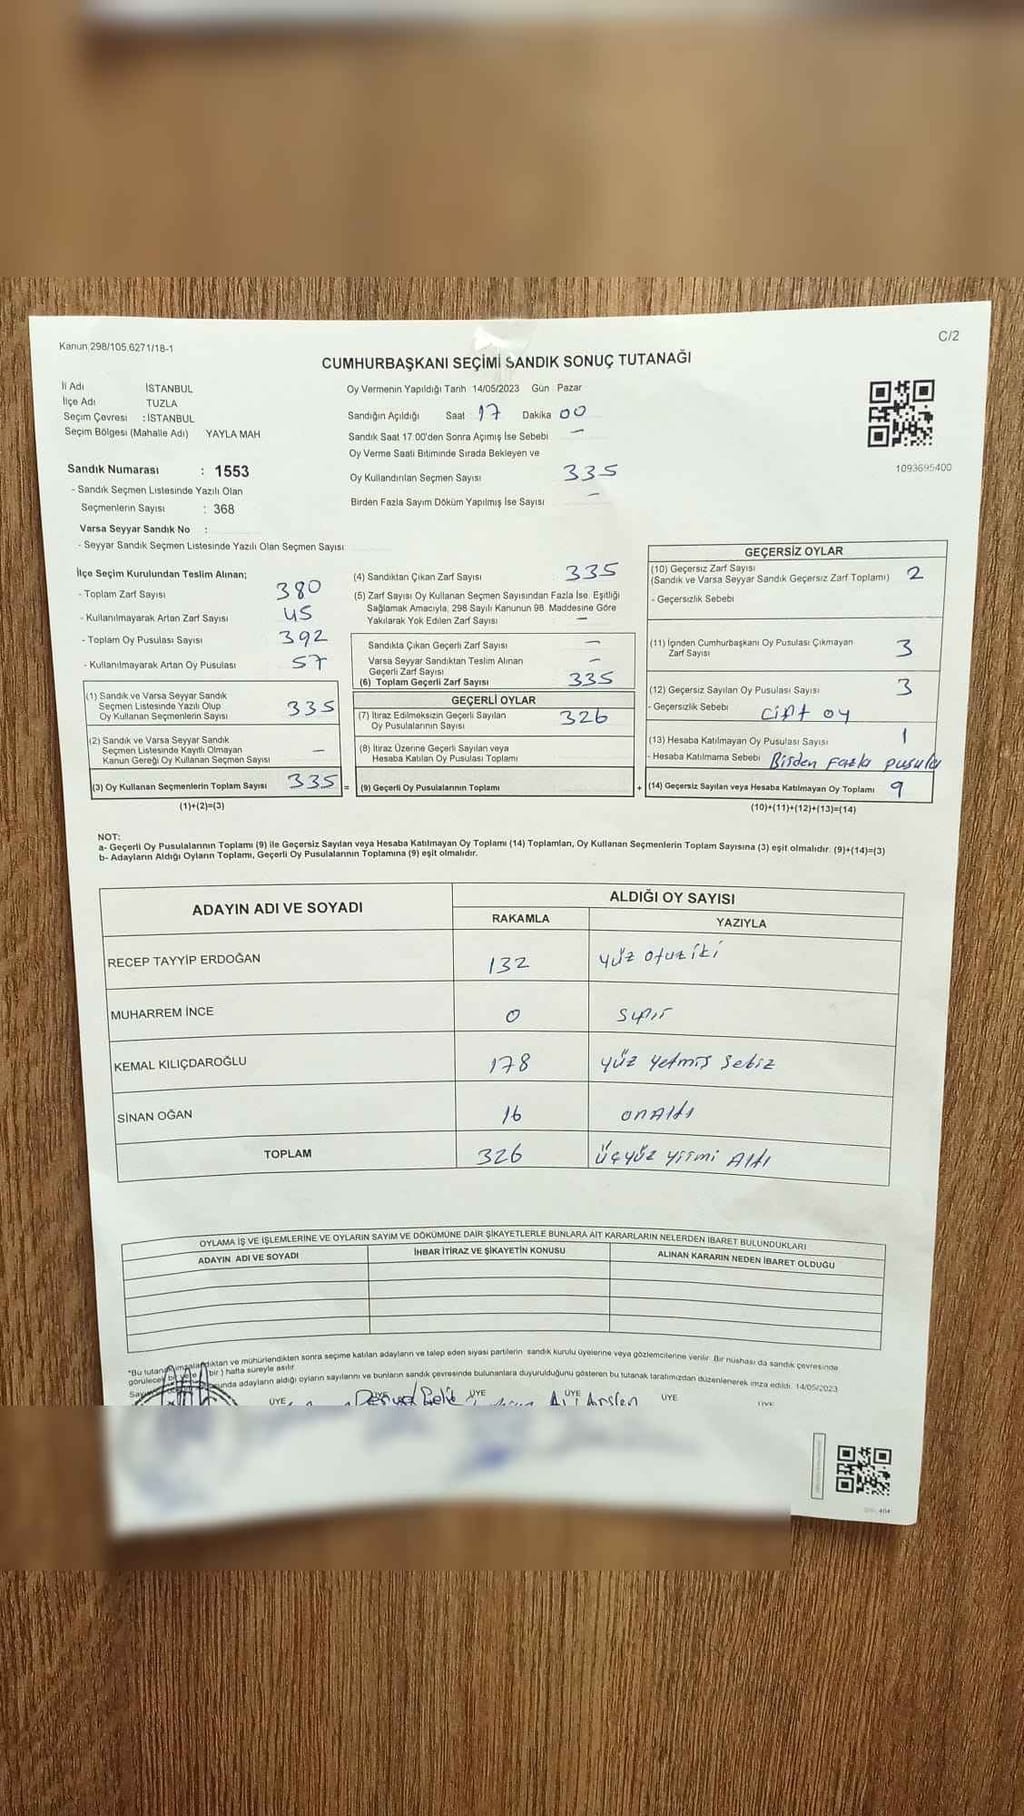 Kanun 298/105,6271/18-1
C/2
CUMHURBAŞKANI SEÇİMİ SANDIK SONUÇ TUTANAĞI
İl Adı İSTANBUL
İlçe Adı TUZLA
Seçim Çevresi : İSTANBUL
Seçim Bölgesi (Mahalle Adı) YAYLA MAH
Sandık Numarası : 1553
- Sandık Seçmen Listesinde Yazılı Olan
Seçmenlerin Sayısı : 368
Varsa Seyyar Sandık No :
- Seyyar Sandık Seçmen Listesinde Yazılı Olan Seçmen Sayısı
Oy Vermenin Yapıldığı Tarih 14/05/2023 Gün Pazar
Sandığın Açıldığı Saat 17 Dakika 00
Sandık Saat 17.00'den Sonra Açımış İse Sebebi —
Oy Verme Saati Bitiminde Sırada Bekleyen ve
Oy Kullandırılan Seçmen Sayısı 335
Birden Fazla Sayım Döküm Yapılmış İse Sayısı —
1093695400
İlçe Seçim Kurulundan Teslim Alınan;
- Toplam Zarf Sayısı 380
- Kullanılmayarak Artan Zarf Sayısı 45
- Toplam Oy Pusulası Sayısı 392
- Kullanılmayarak Artan Oy Pusulası 57
(1) Sandık ve Varsa Seyyar Sandık
Seçmen Listesinde Yazılı Olup
Oy Kullanan Seçmenlerin Sayısı 335
(2) Sandık ve Varsa Seyyar Sandık
Seçmen Listesinde Kayıtlı Olmayan
Kanun Gereği Oy Kullanan Seçmen Sayısı —
(3) Oy Kullanan Seçmenlerin Toplam Sayısı 335 =
(1)+(2)=(3)
(4) Sandıktan Çıkan Zarf Sayısı 335
(5) Zarf Sayısı Oy Kullanan Seçmen Sayısından Fazla İse, Eşitliği
Sağlamak Amacıyla, 298 Sayılı Kanunun 98. Maddesine Göre
Yakılarak Yok Edilen Zarf Sayısı —
Sandıkta Çıkan Geçerli Zarf Sayısı —
Varsa Seyyar Sandıktan Teslim Alınan
Geçerli Zarf Sayısı —
(6) Toplam Geçerli Zarf Sayısı 335
GEÇERLİ OYLAR
(7) İtiraz Edilmeksizin Geçerli Sayılan
Oy Pusulalarının Sayısı 326
(8) İtiraz Üzerine Geçerli Sayılan veya
Hesaba Katılan Oy Pusulası Toplamı
(9) Geçerli Oy Pusulalarının Toplamı +
GEÇERSİZ OYLAR
(10) Geçersiz Zarf Sayısı
(Sandık ve Varsa Seyyar Sandık Geçersiz Zarf Toplamı) 2
- Geçersizlik Sebebi
(11) İçinden Cumhurbaşkanı Oy Pusulası Çıkmayan
Zarf Sayısı 3
(12) Geçersiz Sayılan Oy Pusulası Sayısı 3
- Geçersizlik Sebebi çift oy
(13) Hesaba Katılmayan Oy Pusulası Sayısı 1
- Hesaba Katılmama Sebebi Birden Fazla pusula
(14) Geçersiz Sayılan veya Hesaba Katılmayan Oy Toplamı 9
(10)+(11)+(12)+(13)=(14)
NOT:
a- Geçerli Oy Pusulalarının Toplamı (9) ile Geçersiz Sayılan veya Hesaba Katılmayan Oy Toplamı (14) Toplamları, Oy Kullanan Seçmenlerin Toplam Sayısına (3) eşit olmalıdır. (9)+(14)=(3)
b- Adayların Aldığı Oyların Toplamı, Geçerli Oy Pusulalarının Toplamına (9) eşit olmalıdır.
ADAYIN ADI VE SOYADI ALDIĞI OY SAYISI
RAKAMLA YAZIYLA
RECEP TAYYİP ERDOĞAN 132 yüz otuz iki
MUHARREM İNCE 0 sıfır
KEMAL KILIÇDAROĞLU 178 yüz yetmiş sekiz
SİNAN OĞAN 16 on Altı
TOPLAM 326 üçyüz yirmi Altı
OYLAMA İŞ VE İŞLEMLERİNE VE OYLARIN SAYIM VE DÖKÜMÜNE DAİR ŞİKAYETLERLE BUNLARA AİT KARARLARIN NELERDEN İBARET BULUNDUKLARI
ADAYIN ADI VE SOYADI İHBAR İTİRAZ VE ŞİKAYETİN KONUSU ALINAN KARARIN NEDEN İBARET OLDUĞU
mühürlendikten sonra seçime katılan adayların ve talep eden siyasi partilerin sandık kurulu üyelerine veya gözlemcilerine verilir. Bir nüshası da sandık çevresinde
bir ) hafta süreyle asılır.
adayların aldığı oyların sayılarını ve bunların sandık çevresinde bulunanlara duyurulduğunu gösteren bu tutanak tarafımızdan düzenlenerek imza edildi. 14/05/2023
ÜYE ÜYE ÜYE ÜYE
Arslan